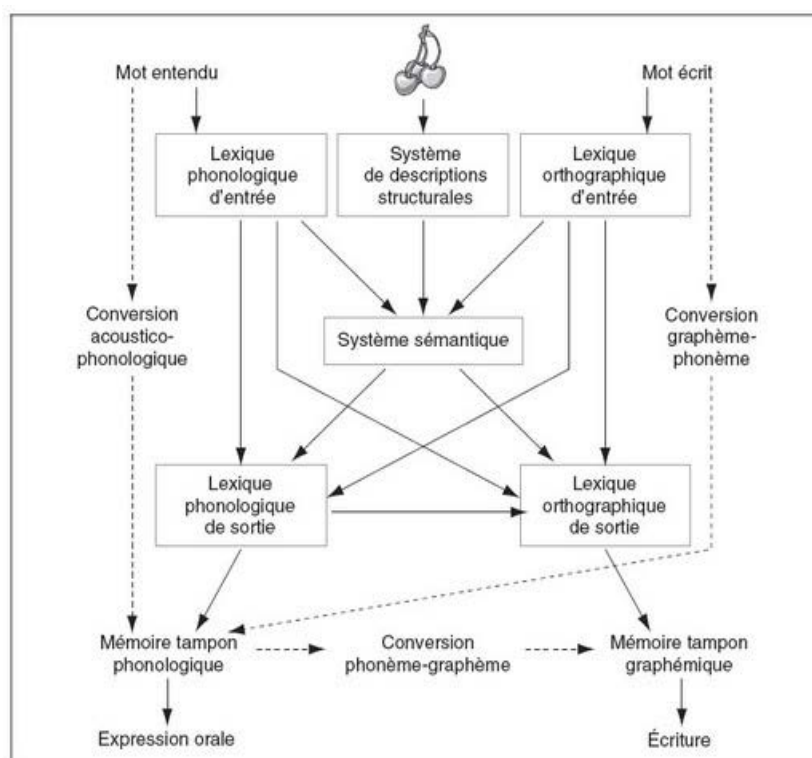 Mot entendu
Mot écrit
Lexique
phonologique
d'entrée
Système
de descriptions
structurales
Lexique
orthographique
d'entrée
Conversion
acoustico-
phonologique
Système sémantique
Conversion
graphème-
phonème
Lexique
phonologique
de sortie
Lexique
orthographique
de sortie
Mémoire tampon
phonologique
Conversion
phonème-graphème
Mémoire tampon
graphémique
Expression orale
Écriture